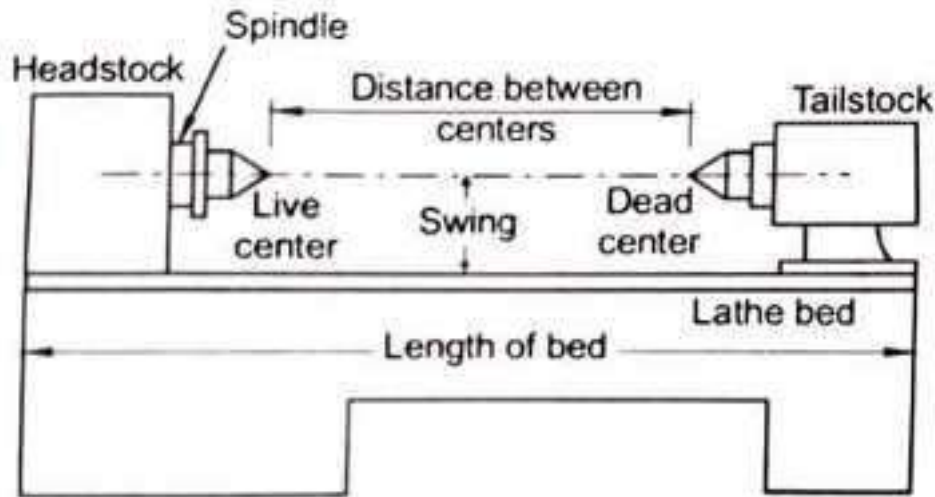 Spindle
Headstock
Distance between
centers
Tailstock
Live
center
Swing
Dead
center
Lathe bed
Length of bed